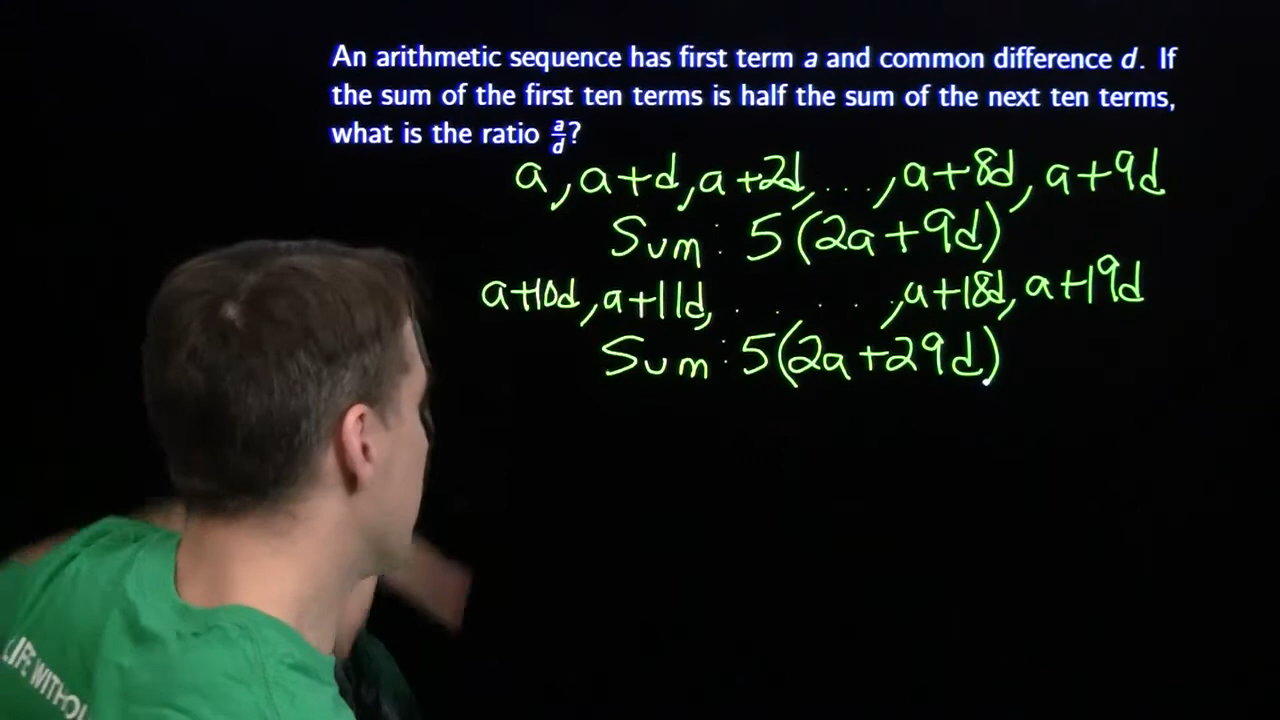 An arithmetic sequence has first term a and common difference d. If
the sum of the first ten terms is half the sum of the next ten terms,
what is the ratio a/d?
a, a+d, a+2d, ..., a+8d, a+9d
Sum: 5(2a+9d)
a+10d, a+11d, . . . . ., a+18d, a+19d
Sum: 5(2a+29d)
LIFE WITHOU